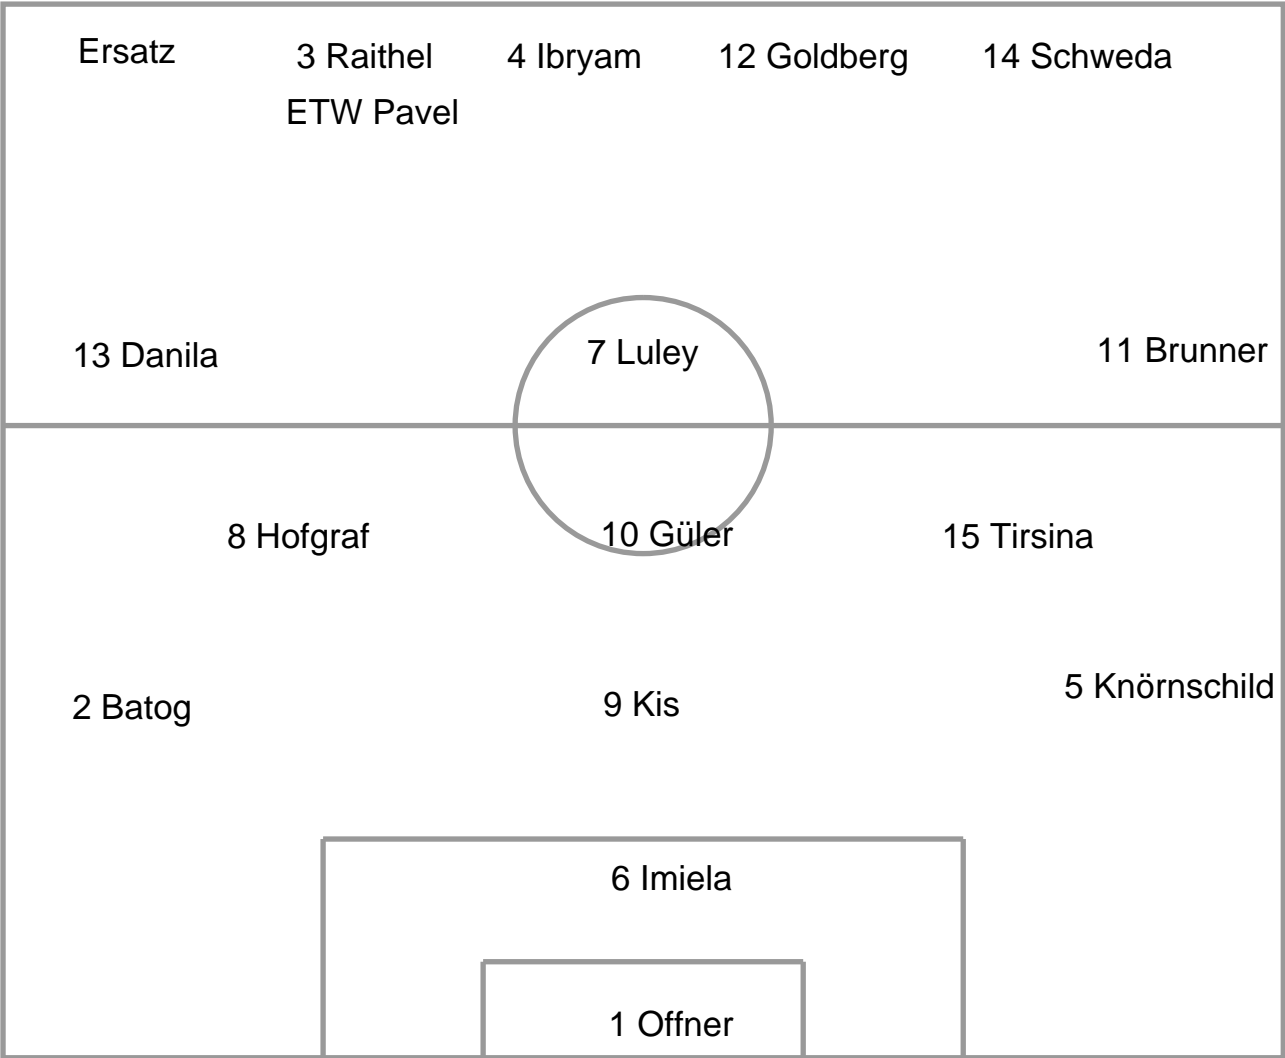 Ersatz 3 Raithel 4 Ibryam 12 Goldberg 14 Schweda
ETW Pavel
13 Danila 7 Luley 11 Brunner
8 Hofgraf 10 Güler 15 Tirsina
2 Batog 9 Kis 5 Knörnschild
6 Imiela
1 Offner